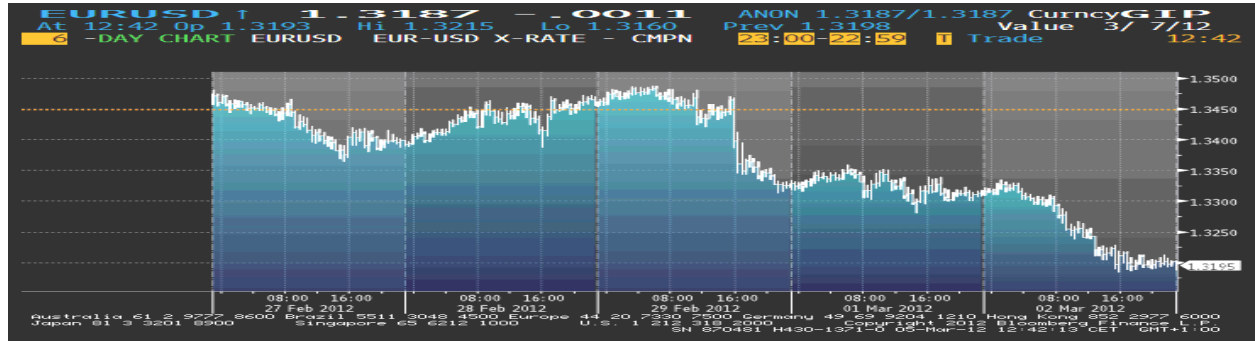 EURUSD ↑ 1.3187 -.0011 ANON 1.3187/1.3187 Curncy GIP
At 12:42 Op 1.3193 Hi 1.3215 Lo 1.3160 Prev 1.3198 Value 3/ 7/12
6 -DAY CHART EURUSD EUR-USD X-RATE - CMPN 23:00-22:59 T Trade 12:42
1.3500
1.3450
1.3400
1.3350
1.3300
1.3250
1.3195
08:00 16:00 08:00 16:00 08:00 16:00 08:00 16:00 08:00 16:00
27 Feb 2012 28 Feb 2012 29 Feb 2012 01 Mar 2012 02 Mar 2012
Australia 61 2 9777 8600 Brazil 5511 3048 4500 Europe 44 20 7330 7500 Germany 49 69 9204 1210 Hong Kong 852 2977 6000
Japan 81 3 3201 8900 Singapore 65 6212 1000 U.S. 1 212 318 2000 Copyright 2012 Bloomberg Finance L.P.
SN 870481 H430-1371-0 05-Mar-12 12:42:13 CET GMT+1:00